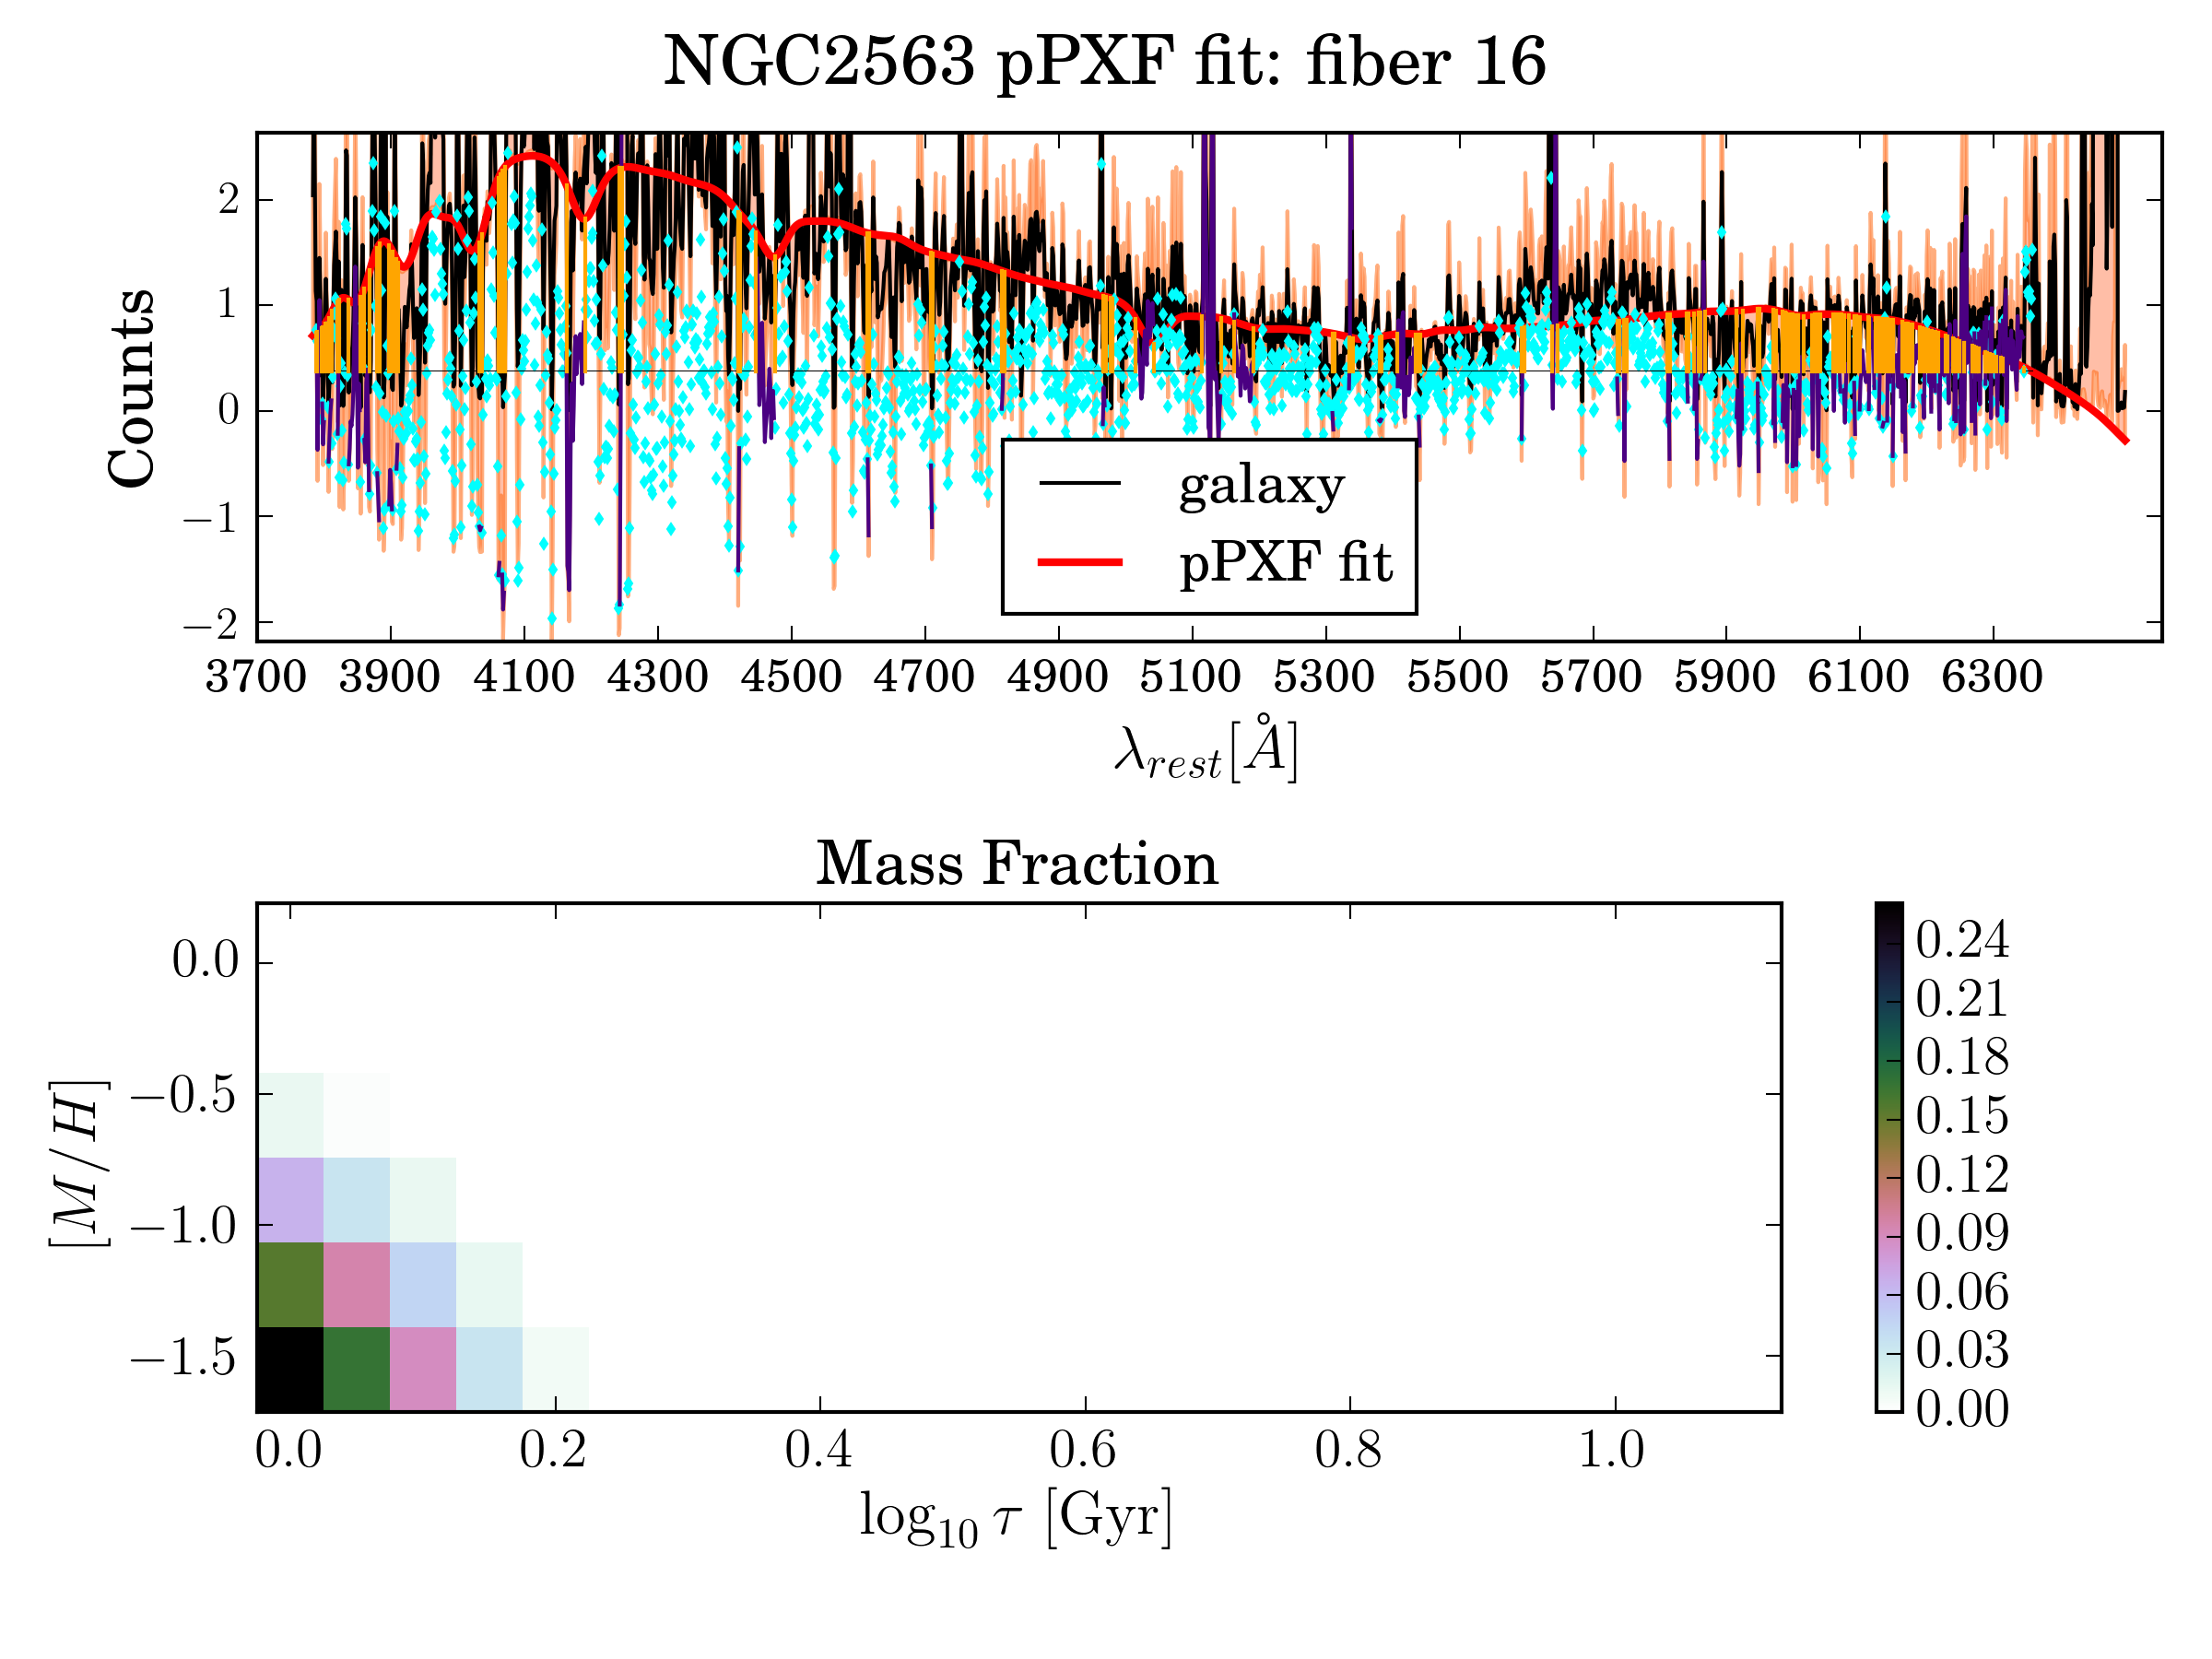 NGC2563 pPXF fit: fiber 16
Counts
2
1
0
−1
−2
galaxy
pPXF fit
3700 3900 4100 4300 4500 4700 4900 5100 5300 5500 5700 5900 6100 6300
λrest[Å]
Mass Fraction
[M/H]
0.0
−0.5
−1.0
−1.5
0.0 0.2 0.4 0.6 0.8 1.0
log10 τ [Gyr]
0.24
0.21
0.18
0.15
0.12
0.09
0.06
0.03
0.00